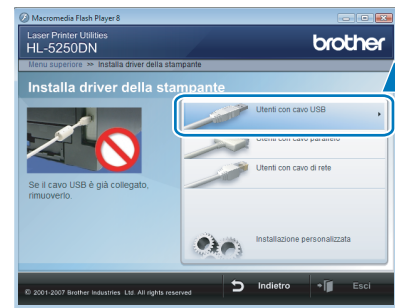 Macromedia Flash Player 8
Laser Printer Utilities
HL-5250DN
brother
Menu superiore >> Installa driver della stampante
Installa driver della stampante
Utenti con cavo USB
Utenti con cavo parallelo
Utenti con cavo di rete
Se il cavo USB è già collegato,
rimuoverlo.
Installazione personalizzata
© 2001-2007 Brother Industries Ltd. All rights reserved
Indietro
Esci